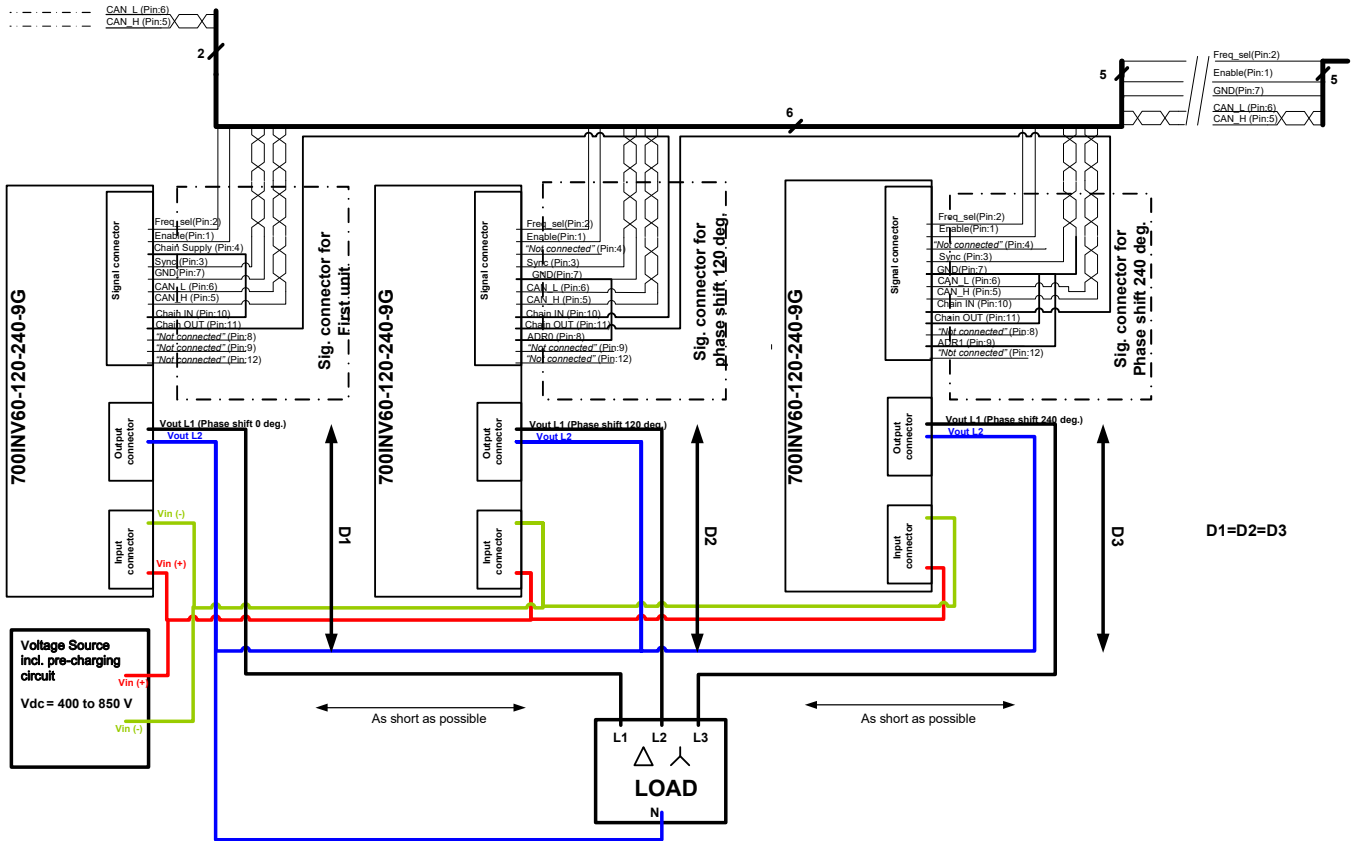 CAN_L (Pin:6)
CAN_H (Pin:5)
2
6
5
Freq_sel(Pin:2)
Enable(Pin:1)
GND(Pin:7)
CAN_L (Pin:6)
CAN_H (Pin:5)
5
700INV60-120-240-9G
Signal connector
Freq_sel(Pin:2)
Enable(Pin:1)
Chain Supply (Pin:4)
Sync(Pin:3)
GND(Pin:7)
CAN_L (Pin:6)
CAN_H (Pin:5)
Chain IN (Pin:10)
Chain OUT (Pin:11)
"Not connected" (Pin:8)
"Not connected" (Pin:9)
"Not connected" (Pin:12)
Sig. connector for
First unit.
Output
connector
Vout L1 (Phase shift 0 deg.)
Vout L2
Input
connector
Vin (-)
Vin (+)
D1
700INV60-120-240-9G
Signal connector
Freq_sel(Pin:2)
Enable(Pin:1)
"Not connected" (Pin:4)
Sync (Pin:3)
GND(Pin:7)
CAN_L (Pin:6)
CAN_H (Pin:5)
Chain IN (Pin:10)
Chain OUT (Pin:11)
ADR0 (Pin:8)
"Not connected" (Pin:9)
"Not connected" (Pin:12)
Sig. connector for
phase shift 120 deg,
Output
connector
Vout L1 (Phase shift 120 deg.)
Vout L2
Input
connector
D2
700INV60-120-240-9G
Signal connector
Freq_sel(Pin:2)
Enable(Pin:1)
"Not connected" (Pin:4)
Sync (Pin:3)
GND(Pin:7)
CAN_L (Pin:6)
CAN_H (Pin:5)
Chain IN (Pin:10)
Chain OUT (Pin:11)
"Not connected" (Pin:8)
ADR1 (Pin:9)
"Not connected" (Pin:12)
Sig. connector for
Phase shift 240 deg.
Output
connector
Vout L1 (Phase shift 240 deg.)
Vout L2
Input
connector
D3
D1=D2=D3
Voltage Source
incl. pre-charging
circuit
Vin (+)
Vdc = 400 to 850 V
Vin (-)
As short as possible
As short as possible
L1 L2 L3
LOAD
N